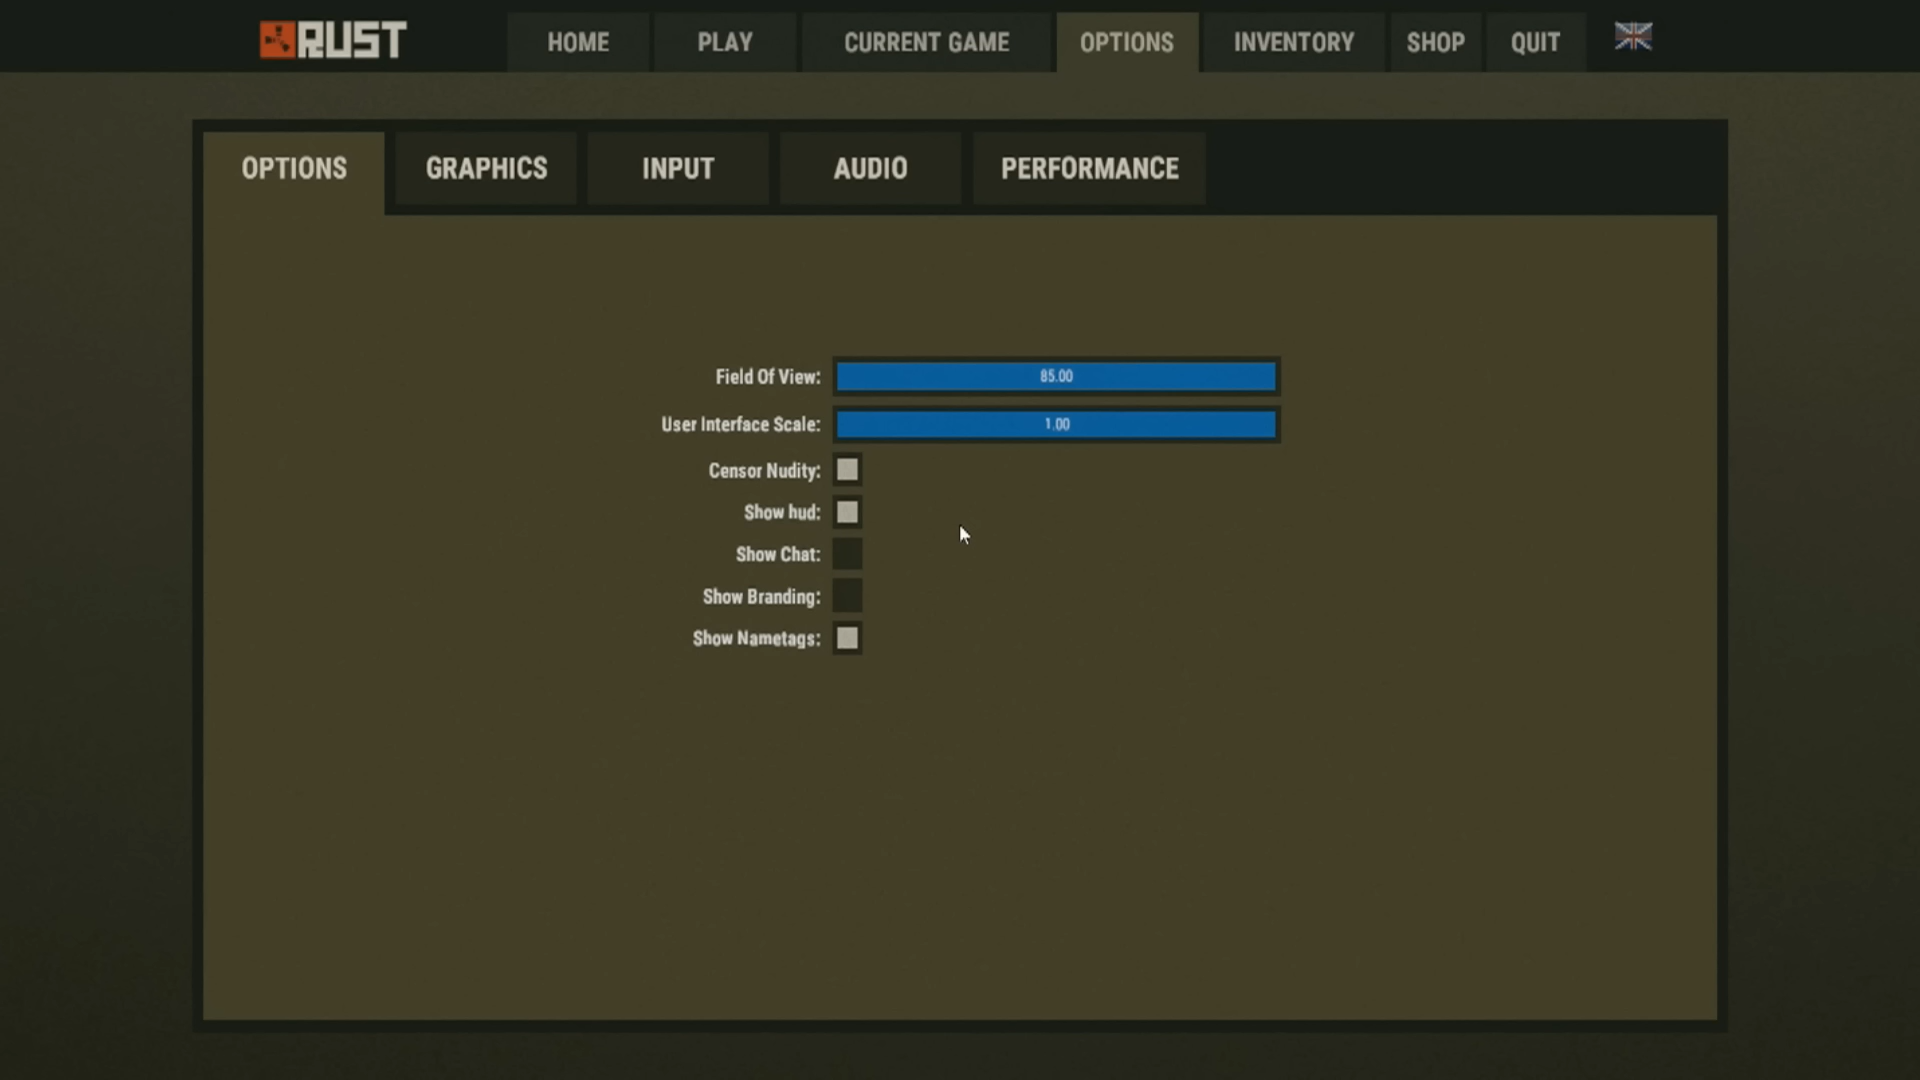 RUST
HOME PLAY CURRENT GAME OPTIONS INVENTORY SHOP QUIT
OPTIONS GRAPHICS INPUT AUDIO PERFORMANCE
Field Of View: 85.00
User Interface Scale: 1.00
Censor Nudity:
Show hud:
Show Chat:
Show Branding:
Show Nametags: